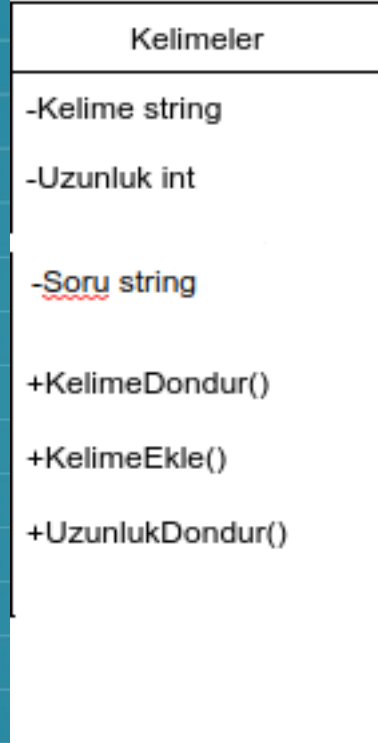 Kelimeler
-Kelime string
-Uzunluk int
-Soru string
+KelimeDondur()
+KelimeEkle()
+UzunlukDondur()